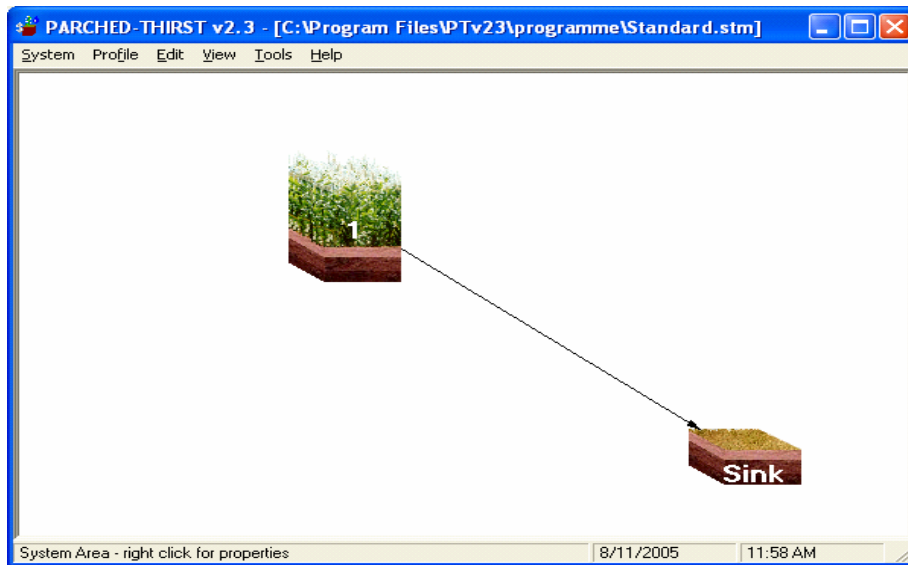 PARCHED-THIRST v2.3 - [C:\Program Files\PTv23\programme\Standard.stm]
System Profile Edit View Tools Help
1
Sink
System Area - right click for properties 8/11/2005 11:58 AM